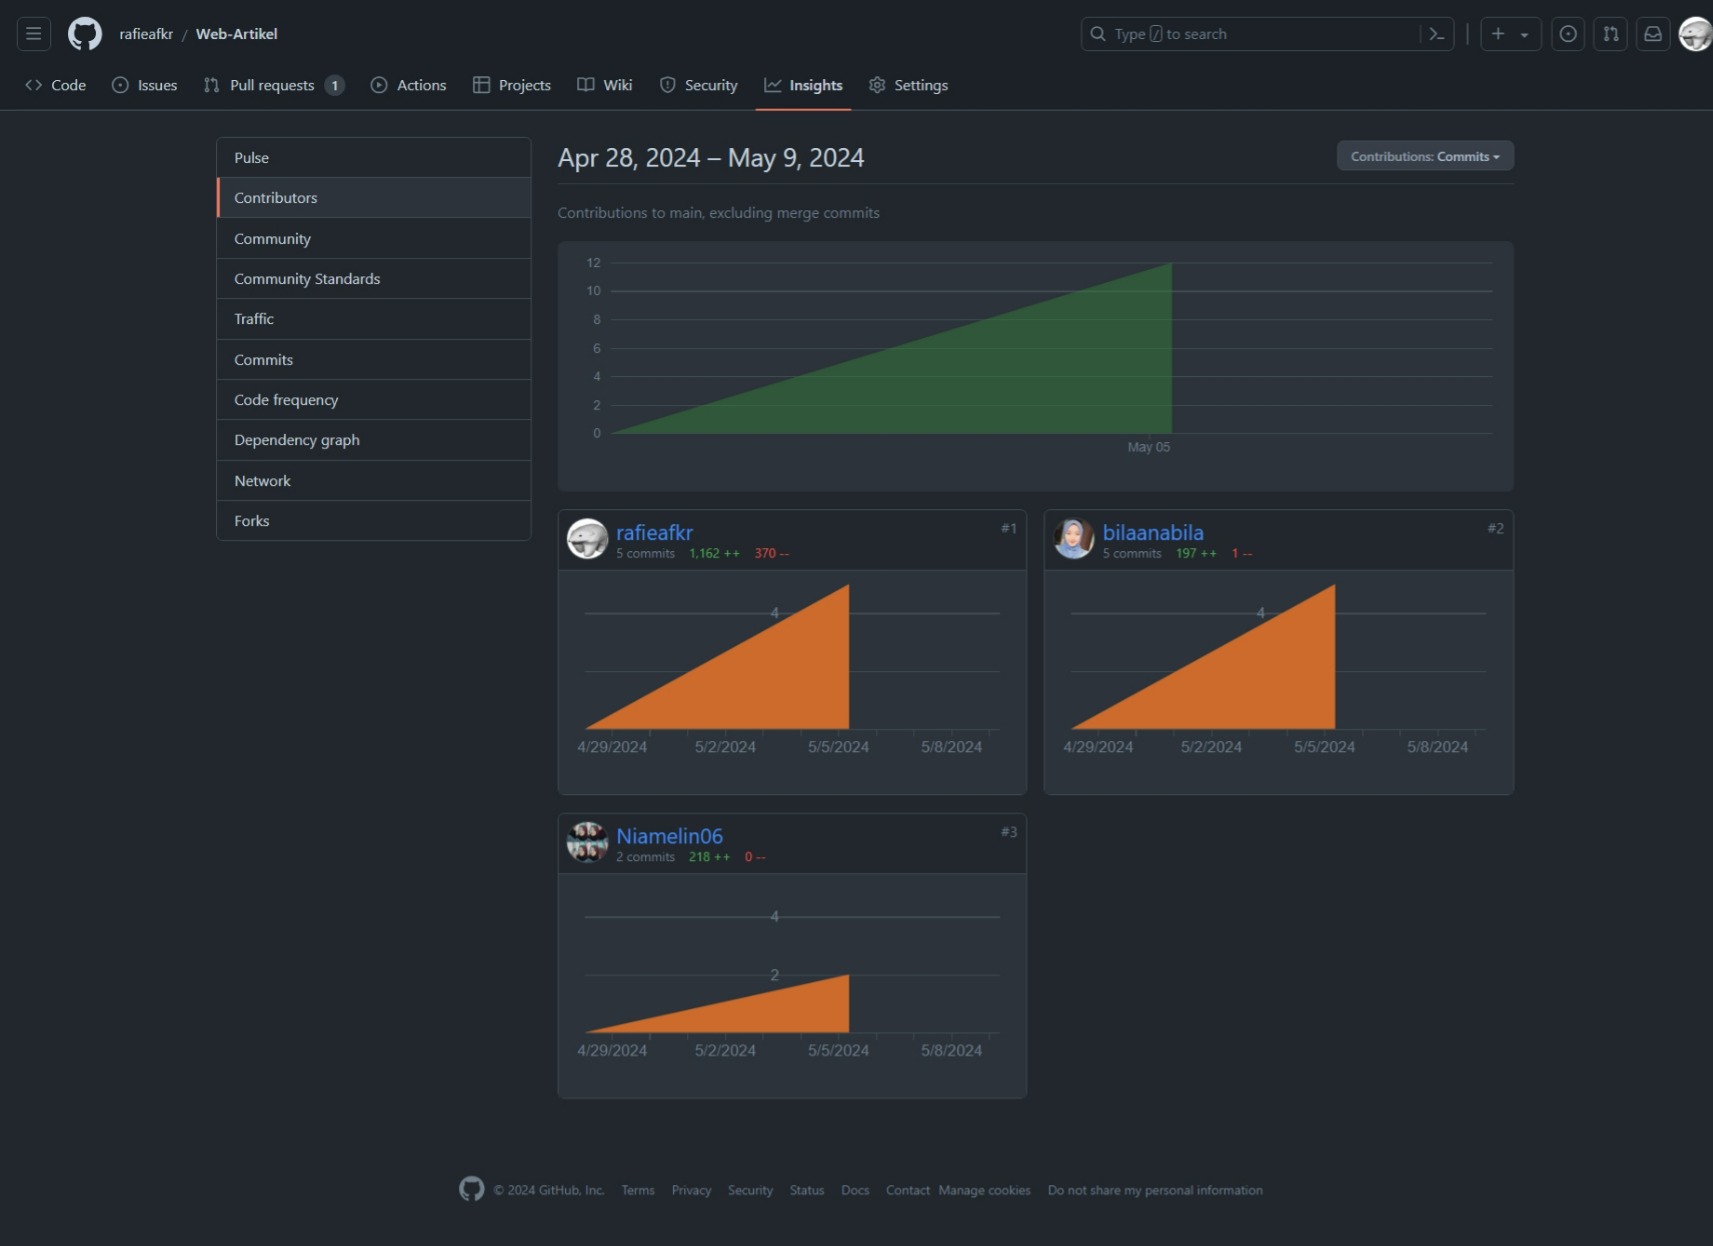 rafieafkr / Web-Artikel
Type / to search
Code Issues Pull requests 1 Actions Projects Wiki Security Insights Settings
Pulse
Contributors
Community
Community Standards
Traffic
Commits
Code frequency
Dependency graph
Network
Forks
Apr 28, 2024 – May 9, 2024
Contributions: Commits
Contributions to main, excluding merge commits
12
10
8
6
4
2
0
May 05
rafieafkr #1
5 commits 1,162 ++ 370 --
4
4/29/2024 5/2/2024 5/5/2024 5/8/2024
bilaanabila #2
5 commits 197 ++ 1 --
4
4/29/2024 5/2/2024 5/5/2024 5/8/2024
Niamelin06 #3
2 commits 218 ++ 0 --
4
2
4/29/2024 5/2/2024 5/5/2024 5/8/2024
© 2024 GitHub, Inc. Terms Privacy Security Status Docs Contact Manage cookies Do not share my personal information